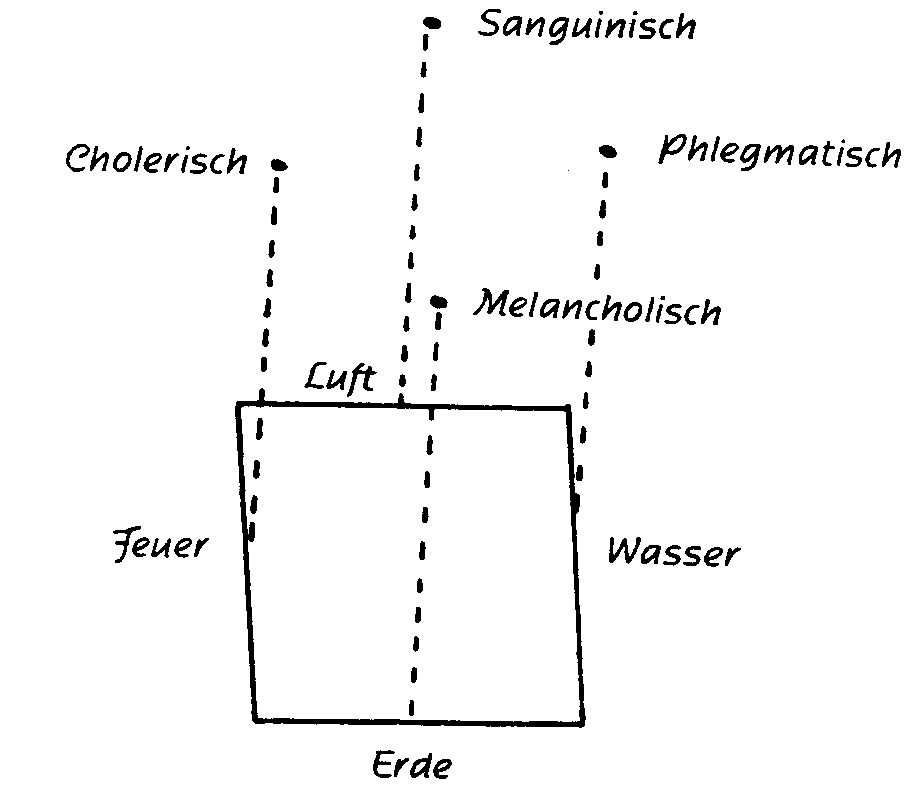 Sanguinisch
Cholerisch
Phlegmatisch
Melancholisch
Luft
Feuer
Wasser
Erde